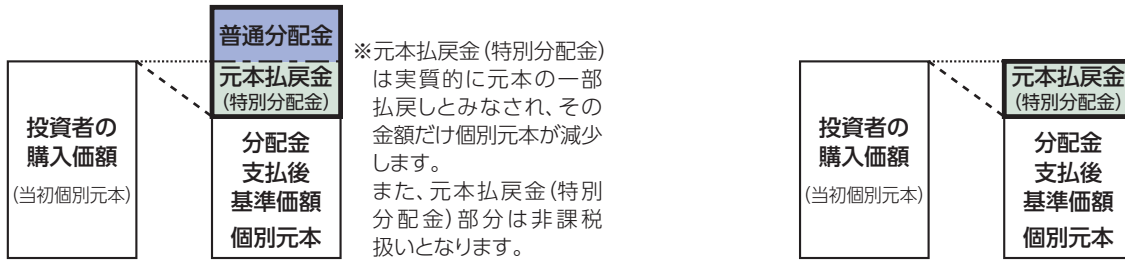 普通分配金
元本払戻金
(特別分配金)
投資者の
購入価額
(当初個別元本)
分配金
支払後
基準価額
個別元本
※元本払戻金(特別分配金)
は実質的に元本の一部
払戻しとみなされ、その
金額だけ個別元本が減少
します。
また、元本払戻金(特別
分配金)部分は非課税
扱いとなります。
元本払戻金
(特別分配金)
投資者の
購入価額
(当初個別元本)
分配金
支払後
基準価額
個別元本